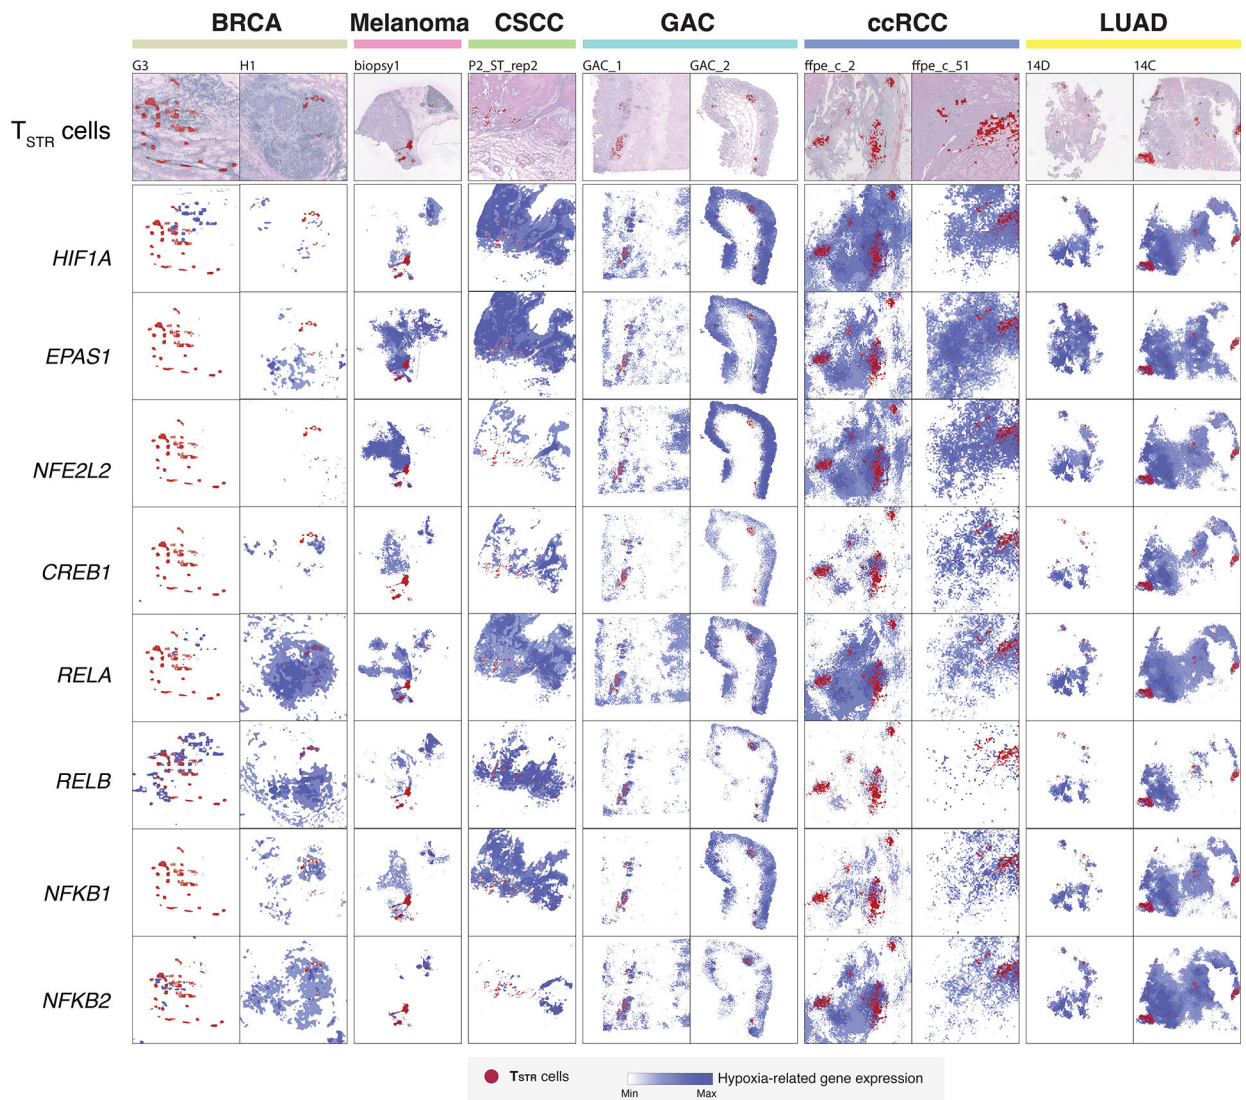 BRCA Melanoma CSCC GAC ccRCC LUAD
G3 H1 biopsy1 P2_ST_rep2 GAC_1 GAC_2 ffpe_c_2 ffpe_c_51 14D 14C
TSTR cells
HIF1A
EPAS1
NFE2L2
CREB1
RELA
RELB
NFKB1
NFKB2
TSTR cells Hypoxia-related gene expression
Min Max